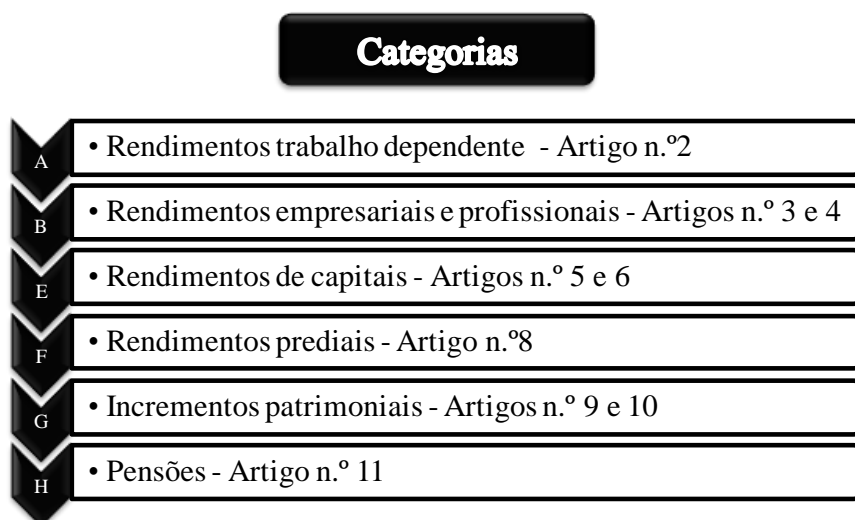 Categorias
A
• Rendimentos trabalho dependente - Artigo n.º2
B
• Rendimentos empresariais e profissionais - Artigos n.º 3 e 4
E
• Rendimentos de capitais - Artigos n.º 5 e 6
F
• Rendimentos prediais - Artigo n.º8
G
• Incrementos patrimoniais - Artigos n.º 9 e 10
H
• Pensões - Artigo n.º 11